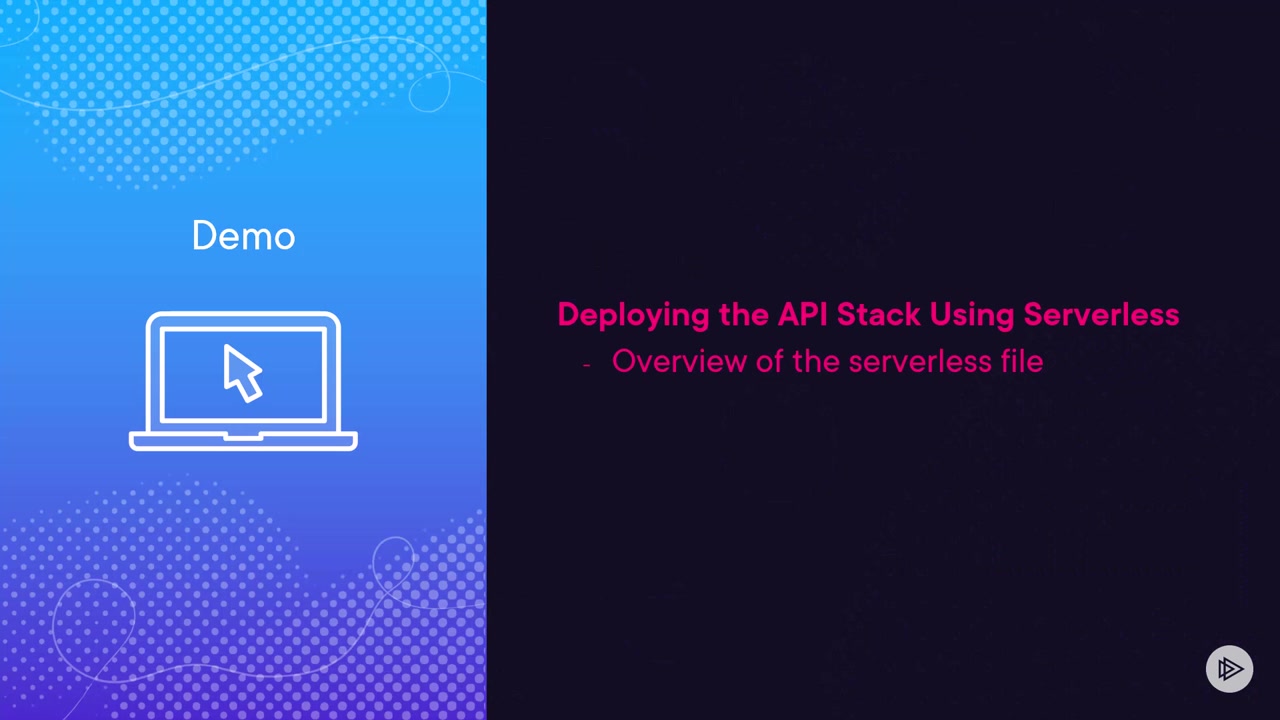 Demo
Deploying the API Stack Using Serverless
- Overview of the serverless file